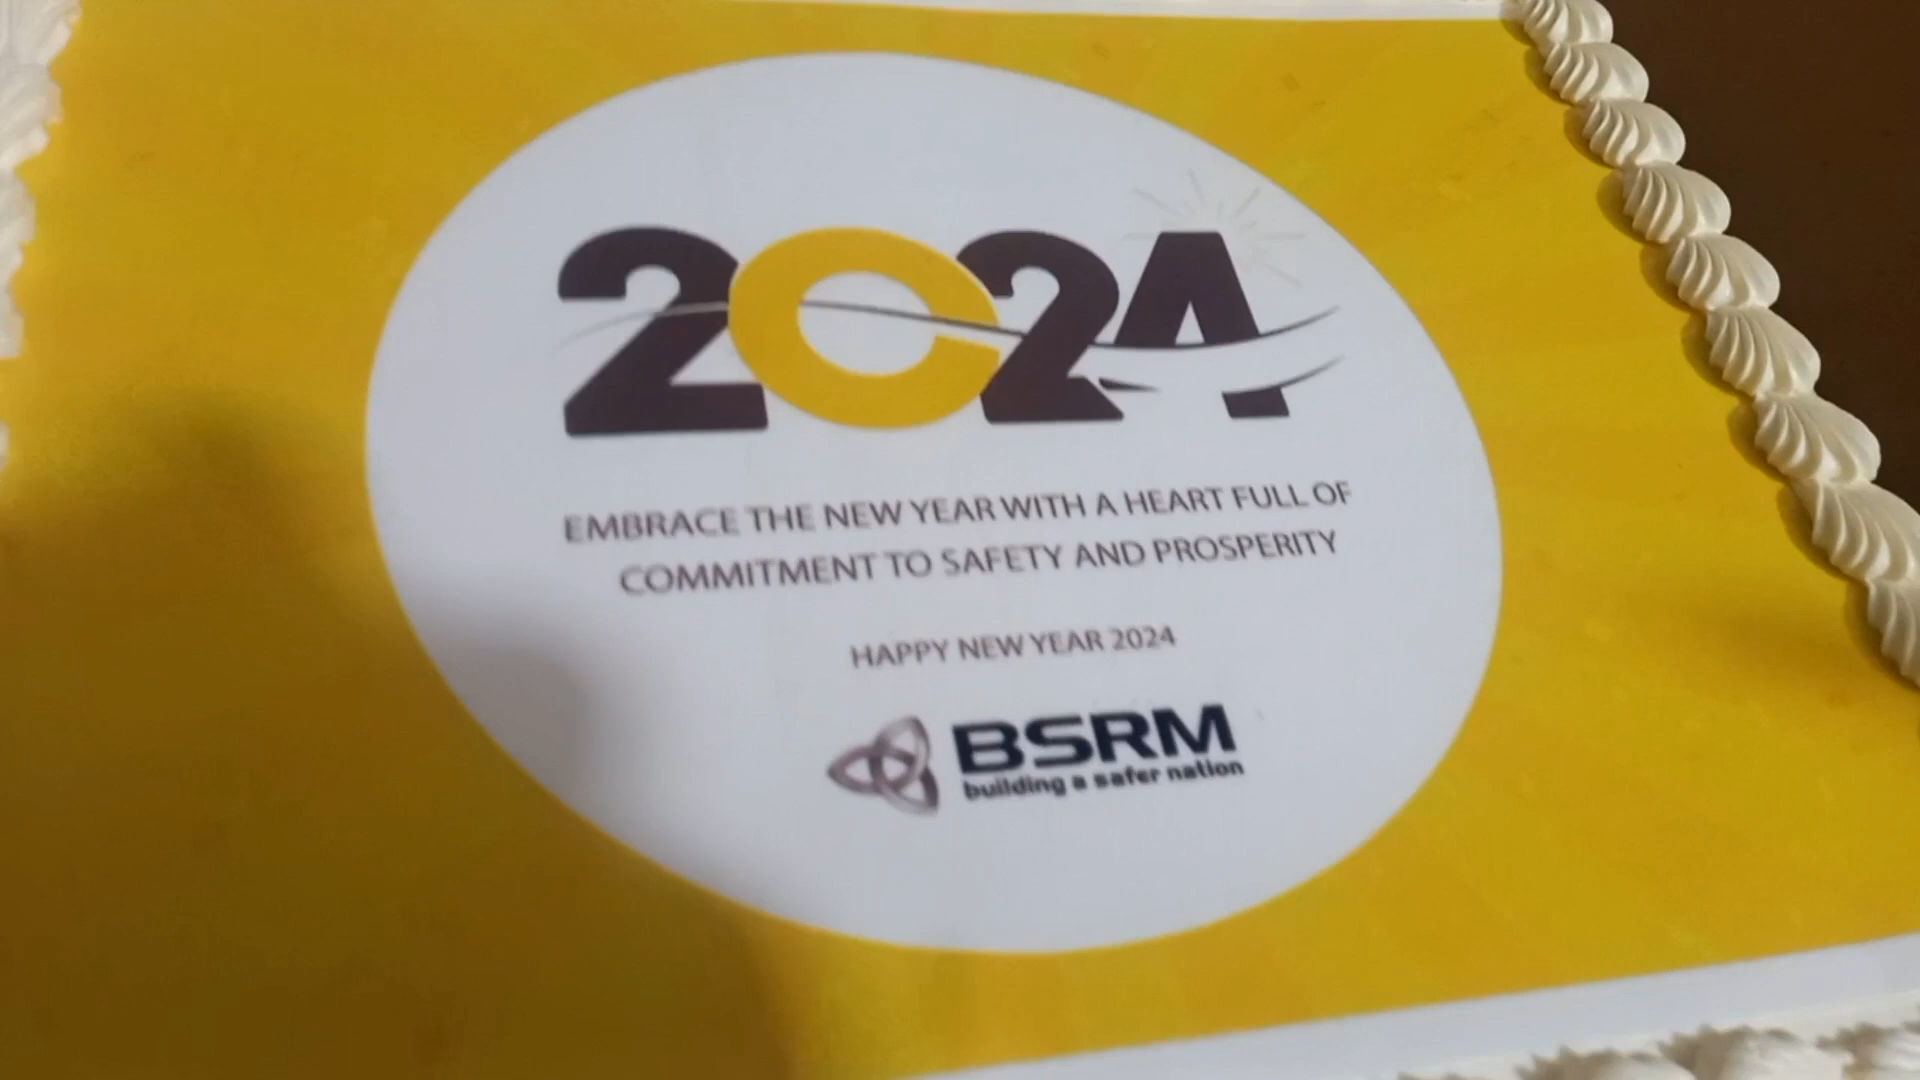 2024
EMBRACE THE NEW YEAR WITH A HEART FULL OF
COMMITMENT TO SAFETY AND PROSPERITY
HAPPY NEW YEAR 2024
BSRM
building a safer nation